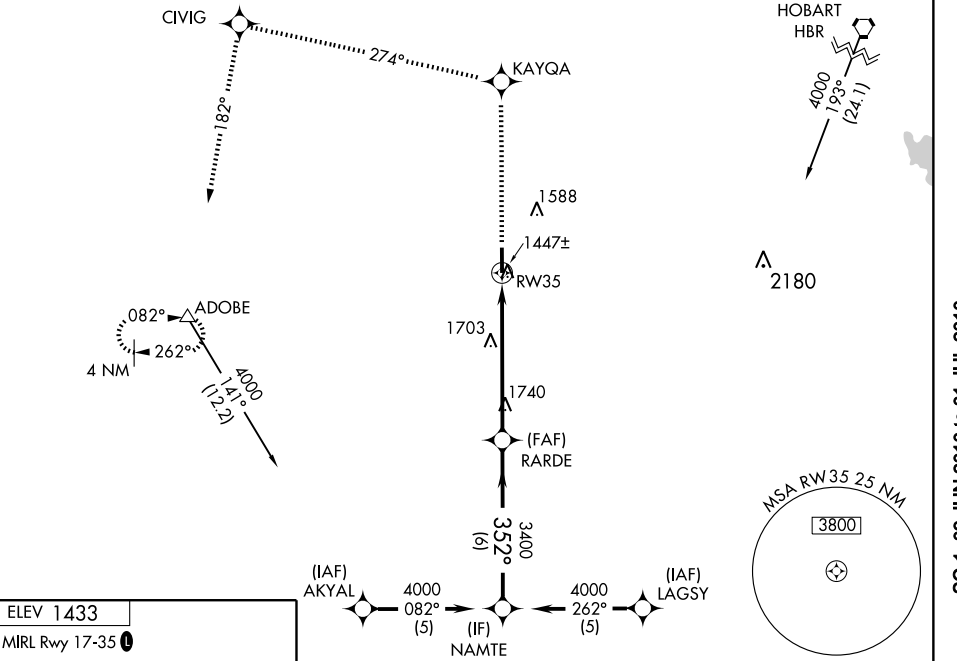 CIVIG
HOBART
HBR
274°
KAYQA
4000
193°
(24.1)
182°
1588
1447±
RW35
2180
082°
ADOBE
262°
4 NM
1703
4000
141°
(12.2)
1740
(FAF)
RARDE
MSA RW35 25 NM
3800
3400
352°
(6)
(IAF)
AKYAL
4000
082°
(5)
(IF)
NAMTE
4000
262°
(5)
(IAF)
LAGSY
ELEV 1433
MIRL Rwy 17-35 L